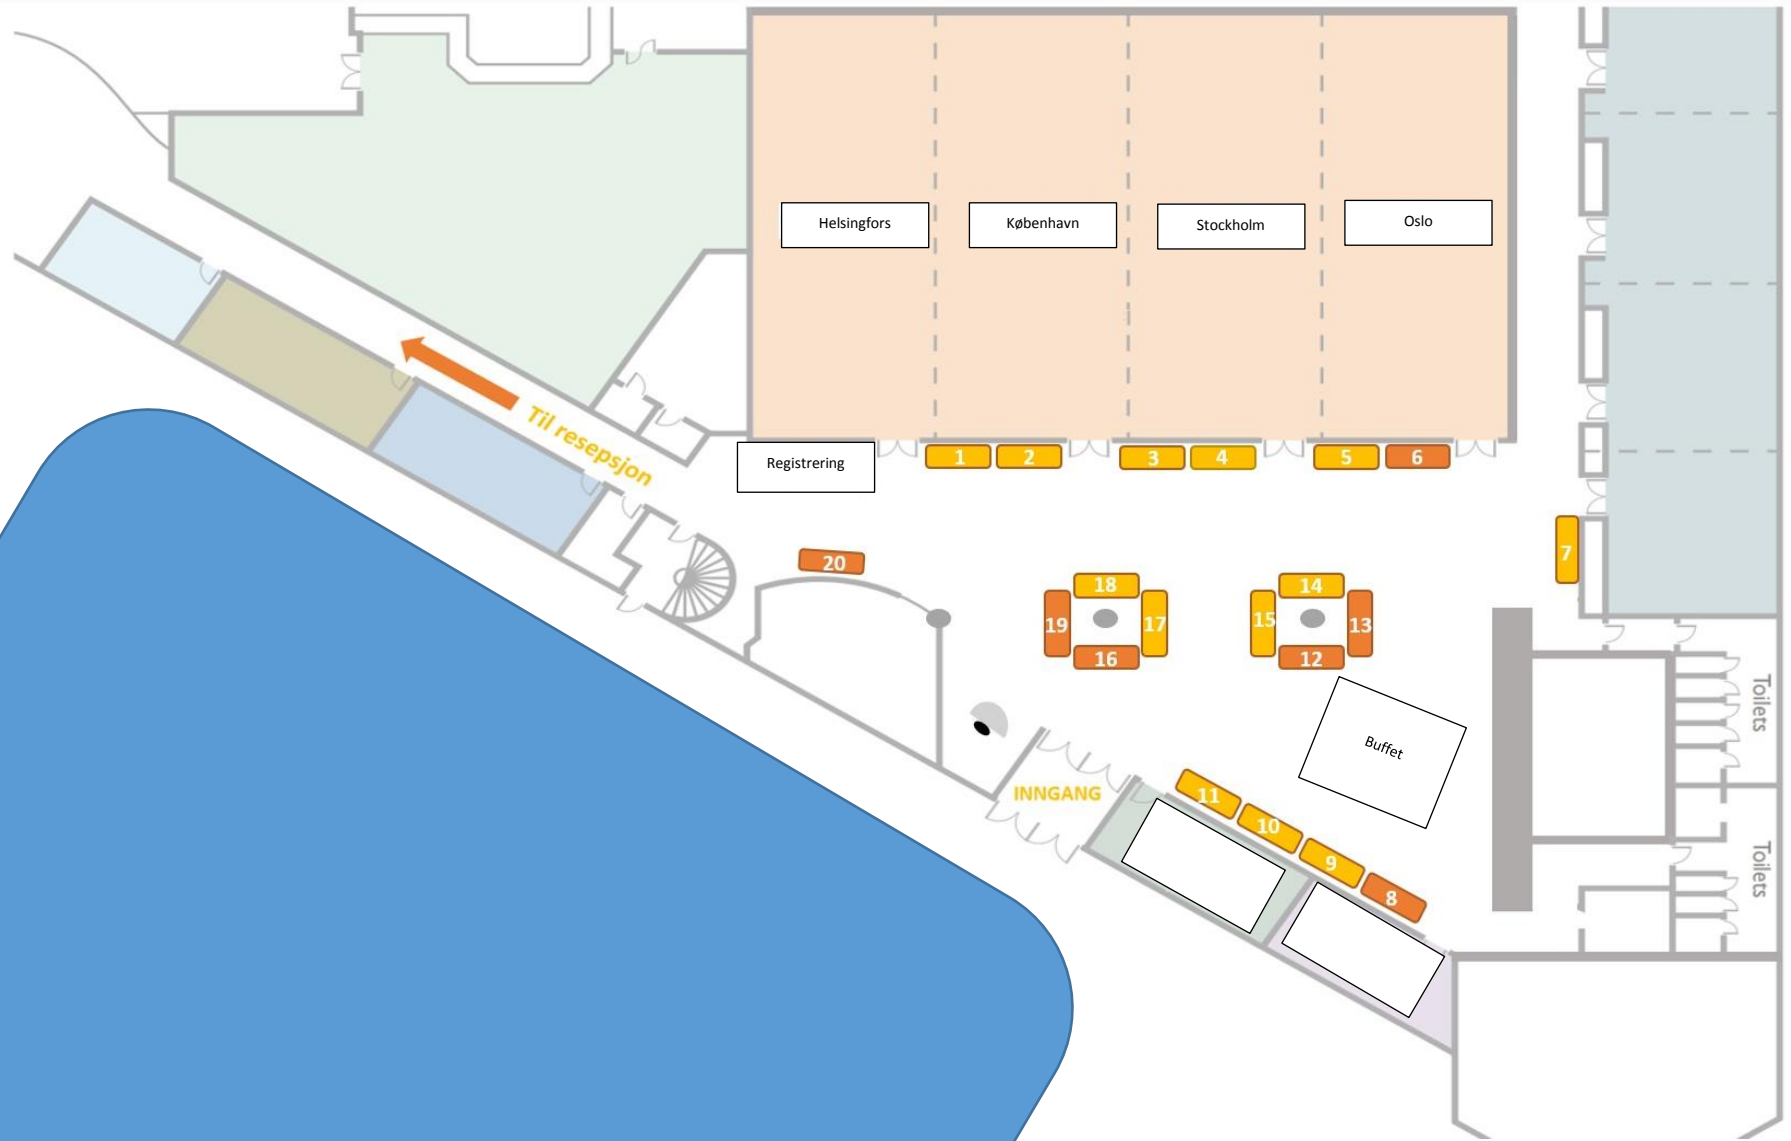 Helsingfors
København
Stockholm
Oslo
Til resepsjon
Registrering
1
2
3
4
5
6
7
20
18
19
17
16
14
15
13
12
Buffet
INNGANG
11
10
9
8
Toilets
Toilets